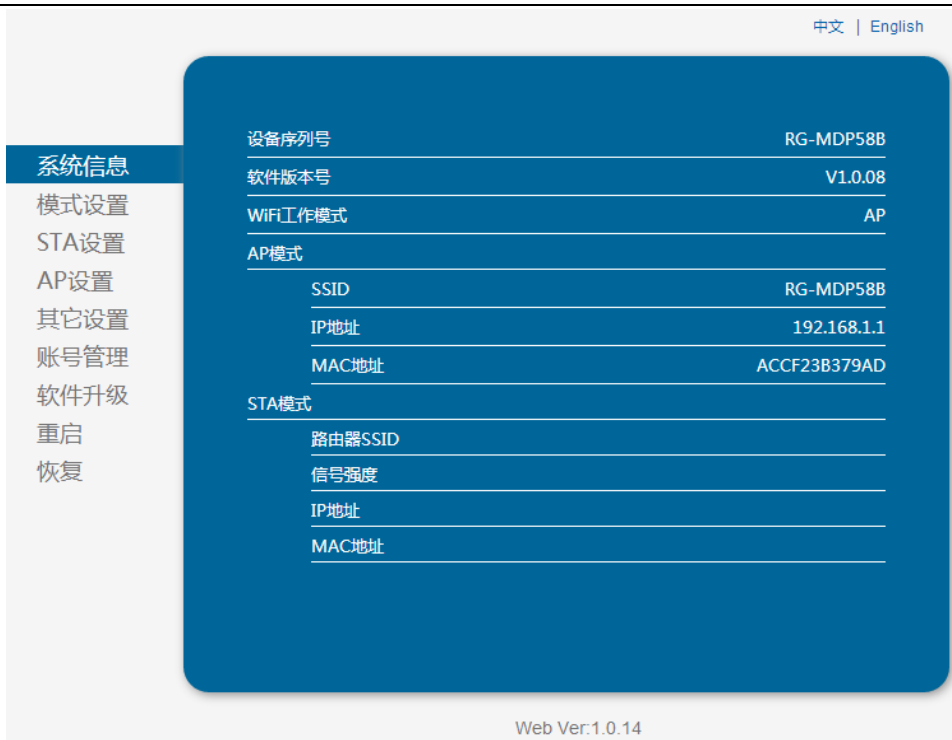 中文 | English
系统信息
模式设置
STA设置
AP设置
其它设置
账号管理
软件升级
重启
恢复
设备序列号 RG-MDP58B
软件版本号 V1.0.08
WiFi工作模式 AP
AP模式
SSID RG-MDP58B
IP地址 192.168.1.1
MAC地址 ACCF23B379AD
STA模式
路由器SSID
信号强度
IP地址
MAC地址
Web Ver:1.0.14